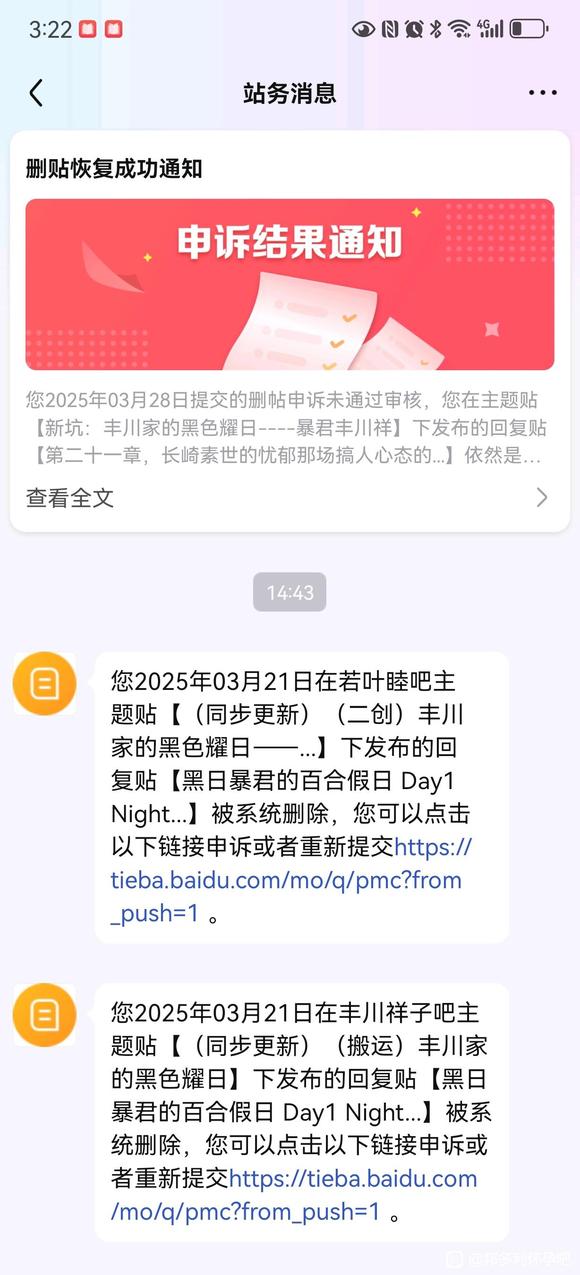 3:22
4G
站务消息
删贴恢复成功通知
申诉结果通知
您2025年03月28日提交的删帖申诉未通过审核，您在主题贴
【新坑：丰川家的黑色耀日----暴君丰川祥】下发布的回复贴
【第二十一章，长崎素世的忧郁那场搞人心态的...】依然是...
查看全文
14:43
您2025年03月21日在若叶睦吧主
题贴【（同步更新）（二创）丰川
家的黑色耀日——...】下发布的回
复贴【黑日暴君的百合假日 Day1
Night...】被系统删除，您可以点击
以下链接申诉或者重新提交https://
tieba.baidu.com/mo/q/pmc?from
_push=1 。
您2025年03月21日在丰川祥子吧主
题贴【（同步更新）（搬运）丰川家
的黑色耀日】下发布的回复贴【黑日
暴君的百合假日 Day1 Night...】被系
统删除，您可以点击以下链接申诉或
者重新提交https://tieba.baidu.com
/mo/q/pmc?from_push=1 。